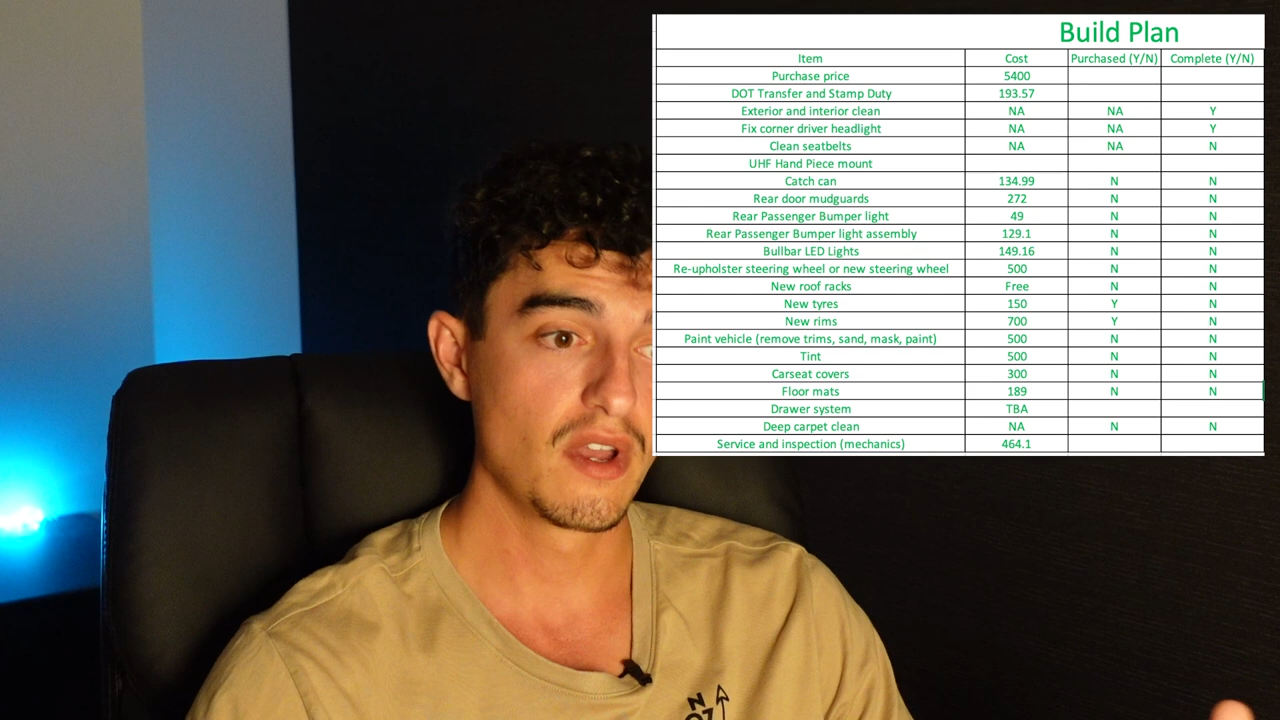 Build Plan
Item Cost Purchased (Y/N) Complete (Y/N)
Purchase price 5400
DOT Transfer and Stamp Duty 193.57
Exterior and interior clean NA NA Y
Fix corner driver headlight NA NA Y
Clean seatbelts NA NA N
UHF Hand Piece mount
Catch can 134.99 N N
Rear door mudguards 272 N N
Rear Passenger Bumper light 49 N N
Rear Passenger Bumper light assembly 129.1 N N
Bullbar LED Lights 149.16 N N
Re-upholster steering wheel or new steering wheel 500 N N
New roof racks Free N N
New tyres 150 Y N
New rims 700 Y N
Paint vehicle (remove trims, sand, mask, paint) 500 N N
Tint 500 N N
Carseat covers 300 N N
Floor mats 189 N N
Drawer system TBA
Deep carpet clean NA N N
Service and inspection (mechanics) 464.1
N